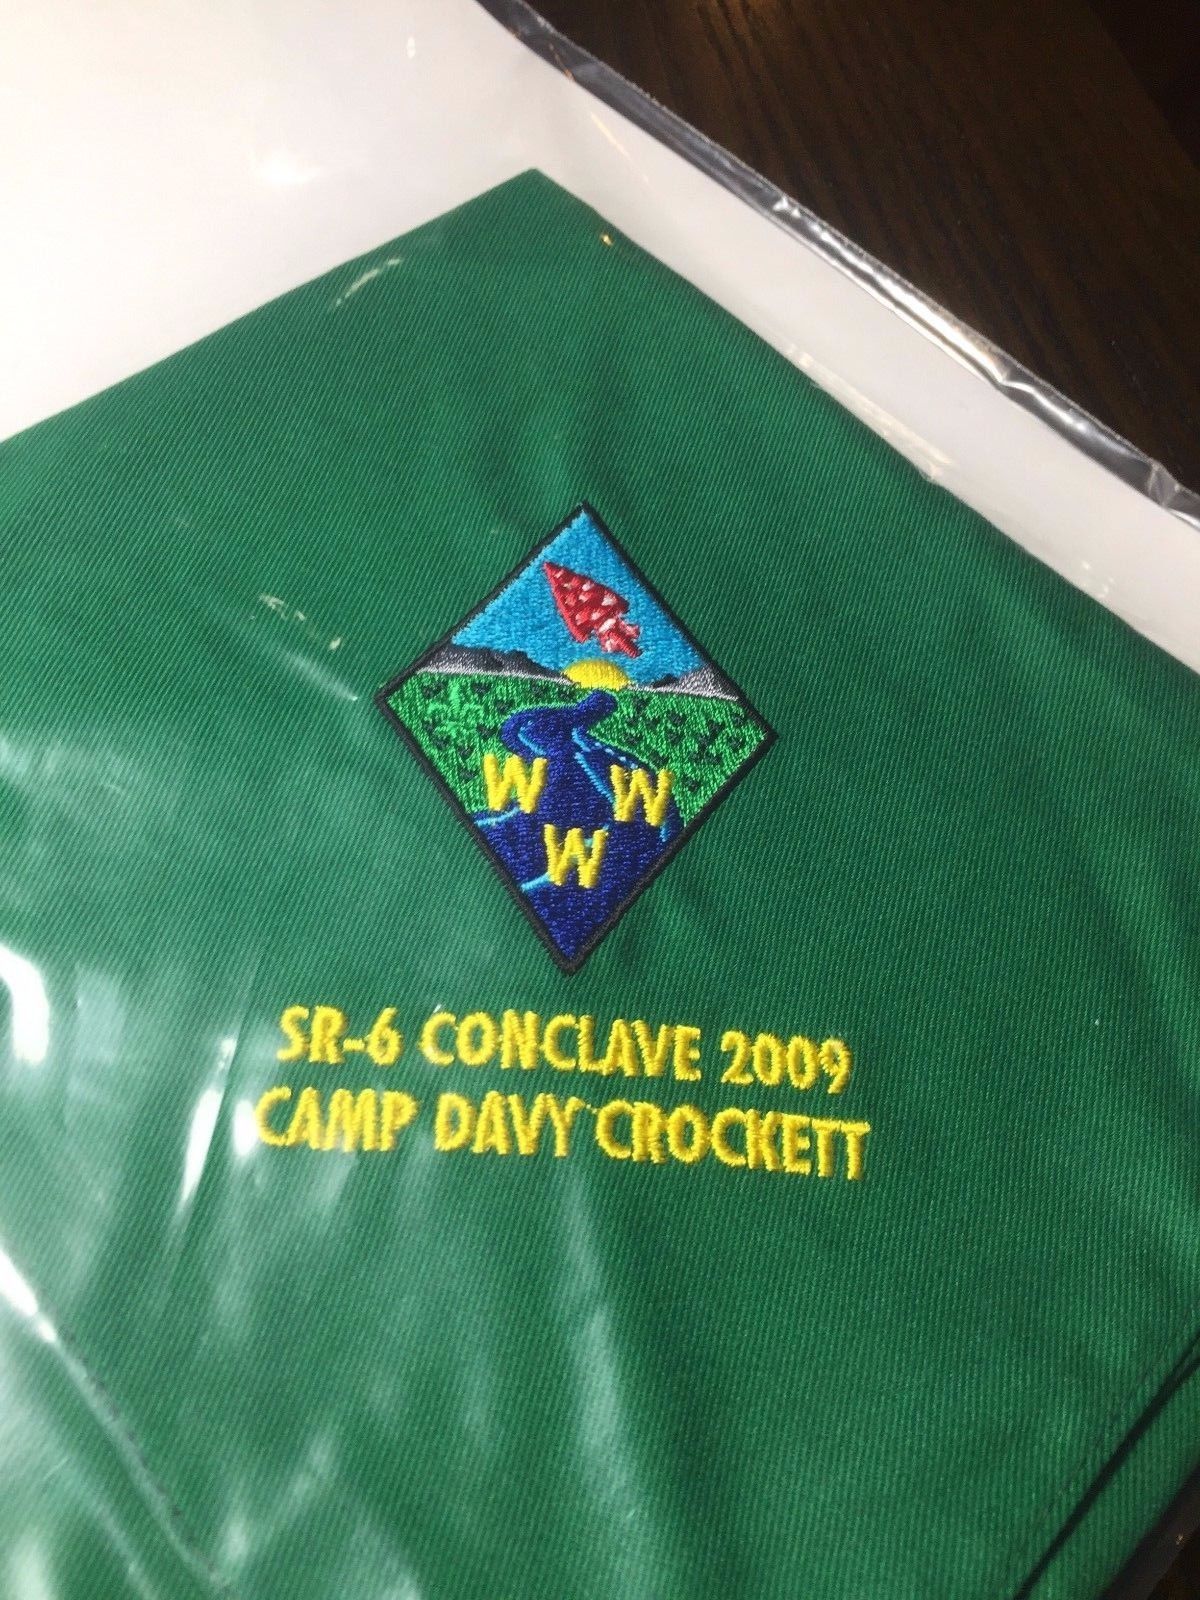 W W
W
SR-6 CONCLAVE 2009
CAMP DAVY CROCKETT